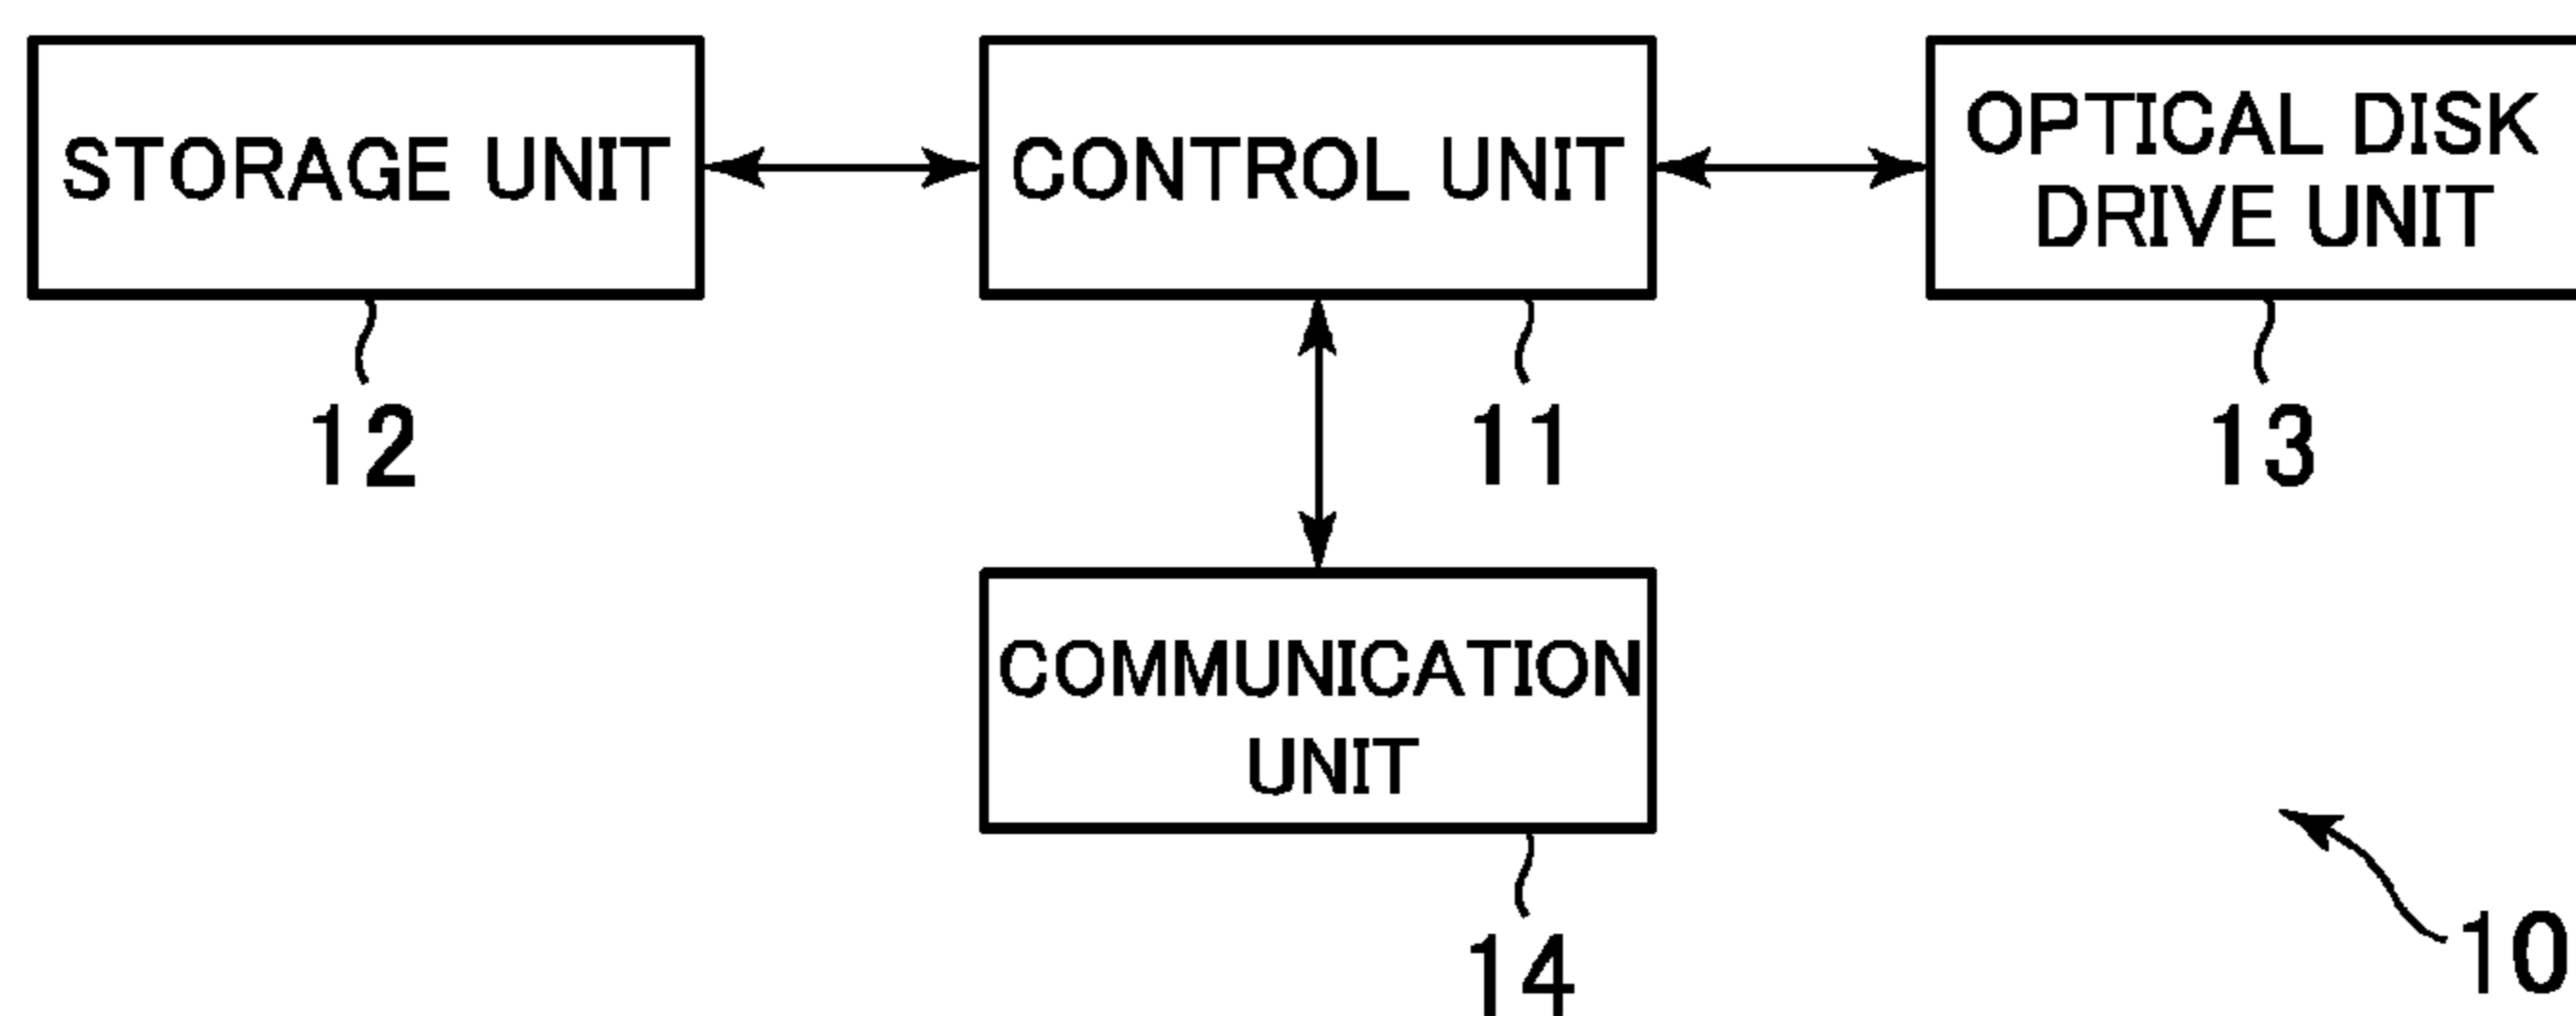 STORAGE UNIT
CONTROL UNIT
OPTICAL DISK
DRIVE UNIT
12
11
13
COMMUNICATION
UNIT
14
10